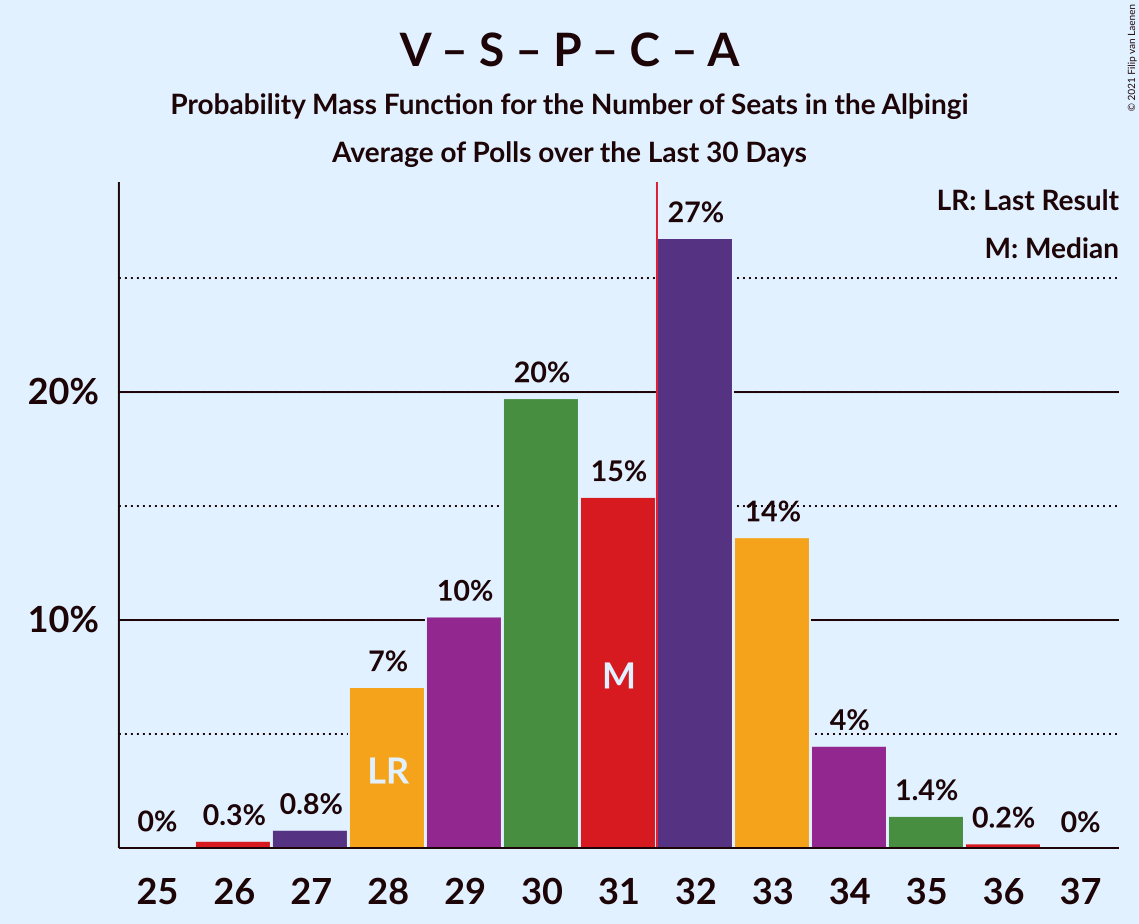 V – S – P – C – A
Probability Mass Function for the Number of Seats in the Alþingi
Average of Polls over the Last 30 Days
© 2021 Filip van Laenen
LR: Last Result
M: Median
27%
20%
20%
15%
14%
10%
10%
7%
M
4%
LR
0%
0.3%
0.8%
1.4%
0.2%
0%
25 26 27 28 29 30 31 32 33 34 35 36 37